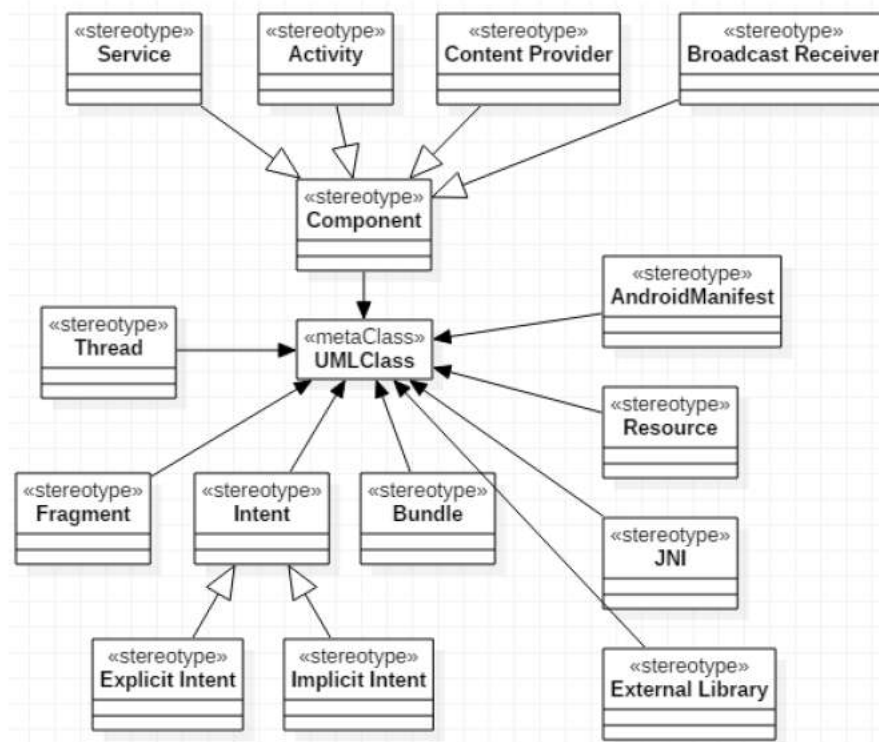 «stereotype»
Service
«stereotype»
Activity
«stereotype»
Content Provider
«stereotype»
Broadcast Receiver
«stereotype»
Component
«stereotype»
AndroidManifest
«stereotype»
Thread
«metaClass»
UMLClass
«stereotype»
Resource
«stereotype»
Fragment
«stereotype»
Intent
«stereotype»
Bundle
«stereotype»
JNI
«stereotype»
Explicit Intent
«stereotype»
Implicit Intent
«stereotype»
External Library